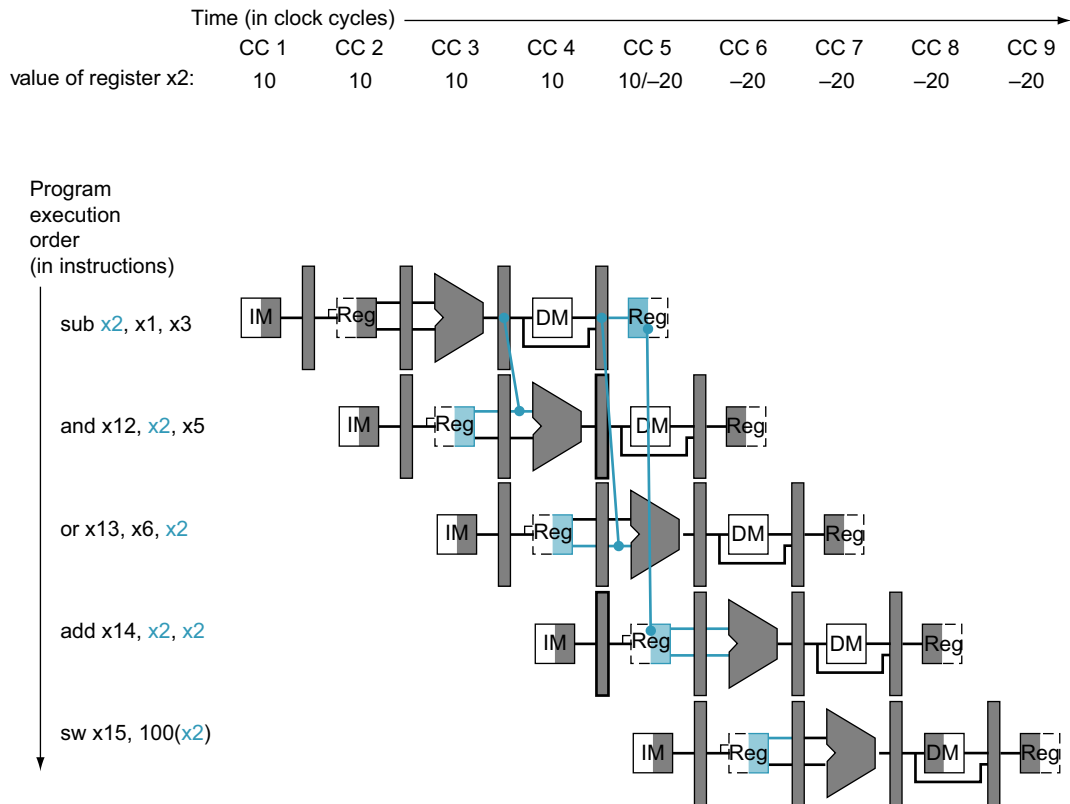 Time (in clock cycles)
CC 1 CC 2 CC 3 CC 4 CC 5 CC 6 CC 7 CC 8 CC 9
value of register x2: 10 10 10 10 10/–20 –20 –20 –20 –20
Program
execution
order
(in instructions)
sub x2, x1, x3
IM Reg DM Reg
and x12, x2, x5
IM Reg DM Reg
or x13, x6, x2
IM Reg DM Reg
add x14, x2, x2
IM Reg DM Reg
sw x15, 100(x2)
IM Reg DM Reg